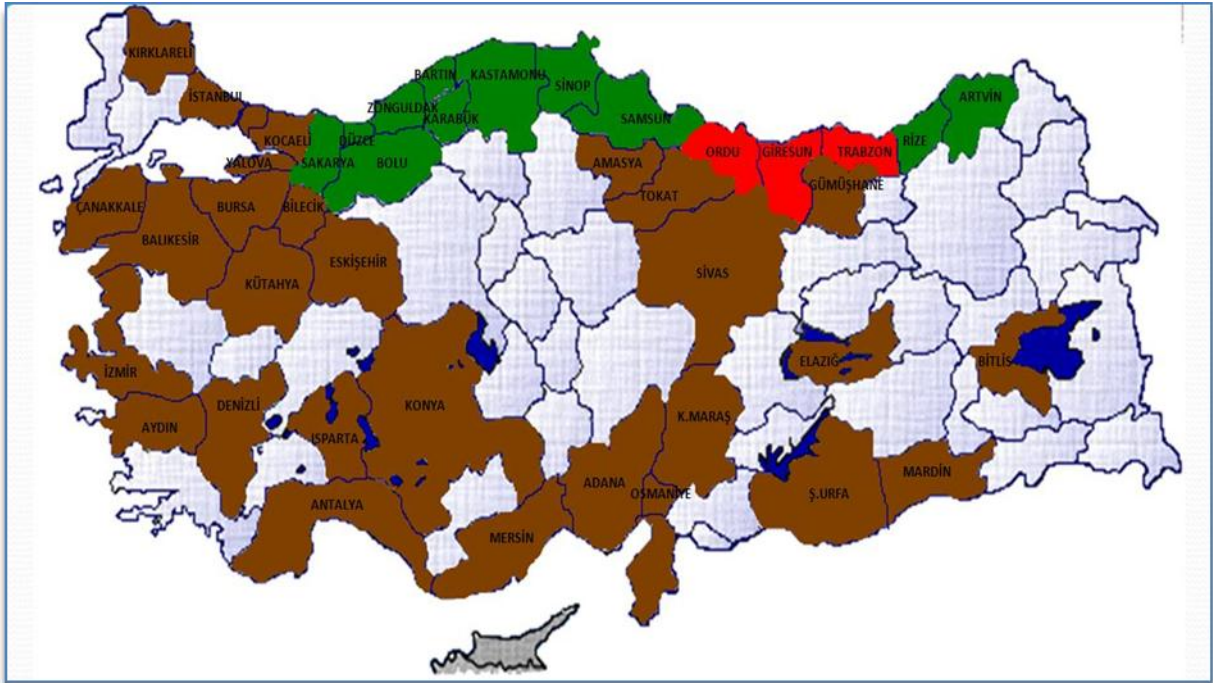 KIRKLARELİ
İSTANBUL
KOCAELİ
YALOVA
SAKARYA
DÜZCE
BOLU
ZONGULDAK
BARTIN
KARABÜK
KASTAMONU
SİNOP
SAMSUN
AMASYA
TOKAT
ORDU
GİRESUN
TRABZON
GÜMÜŞHANE
RİZE
ARTVİN
ÇANAKKALE
BALIKESİR
BURSA
BİLECİK
KÜTAHYA
ESKİŞEHİR
SİVAS
İZMİR
AYDIN
DENİZLİ
ISPARTA
KONYA
ANTALYA
MERSİN
ADANA
OSMANİYE
K.MARAŞ
ELAZIĞ
BİTLİS
Ş.URFA
MARDİN